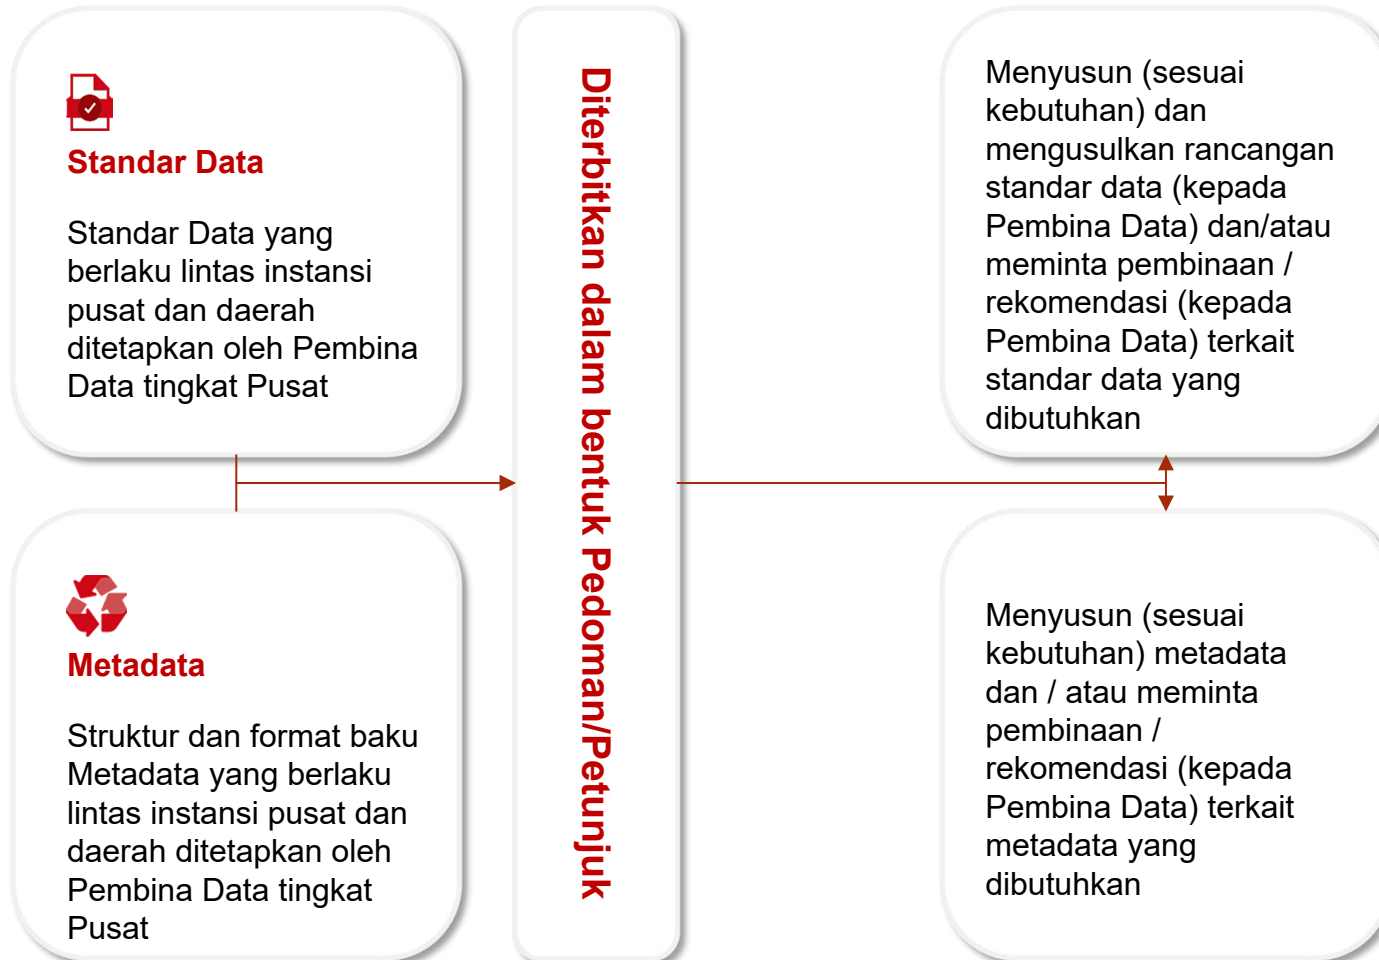 Standar Data
Standar Data yang
berlaku lintas instansi
pusat dan daerah
ditetapkan oleh Pembina
Data tingkat Pusat
Metadata
Struktur dan format baku
Metadata yang berlaku
lintas instansi pusat dan
daerah ditetapkan oleh
Pembina Data tingkat
Pusat
Diterbitkan dalam bentuk Pedoman/Petunjuk
Menyusun (sesuai
kebutuhan) dan
mengusulkan rancangan
standar data (kepada
Pembina Data) dan/atau
meminta pembinaan /
rekomendasi (kepada
Pembina Data) terkait
standar data yang
dibutuhkan
Menyusun (sesuai
kebutuhan) metadata
dan / atau meminta
pembinaan /
rekomendasi (kepada
Pembina Data) terkait
metadata yang
dibutuhkan